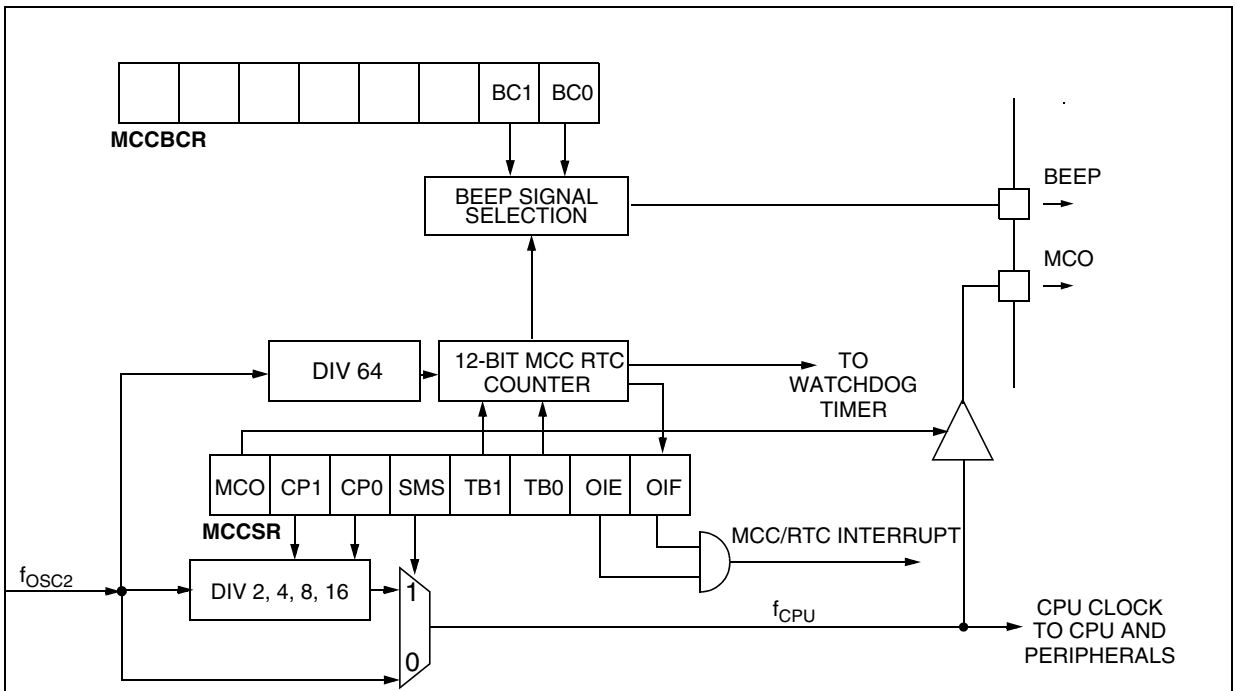 BC1 BC0
MCCBCR
BEEP SIGNAL
SELECTION
BEEP
MCO
DIV 64
12-BIT MCC RTC
COUNTER
TO
WATCHDOG
TIMER
MCO CP1 CP0 SMS TB1 TB0 OIE OIF
MCCSR
MCC/RTC INTERRUPT
fOSC2
DIV 2, 4, 8, 16
1
0
fCPU
CPU CLOCK
TO CPU AND
PERIPHERALS